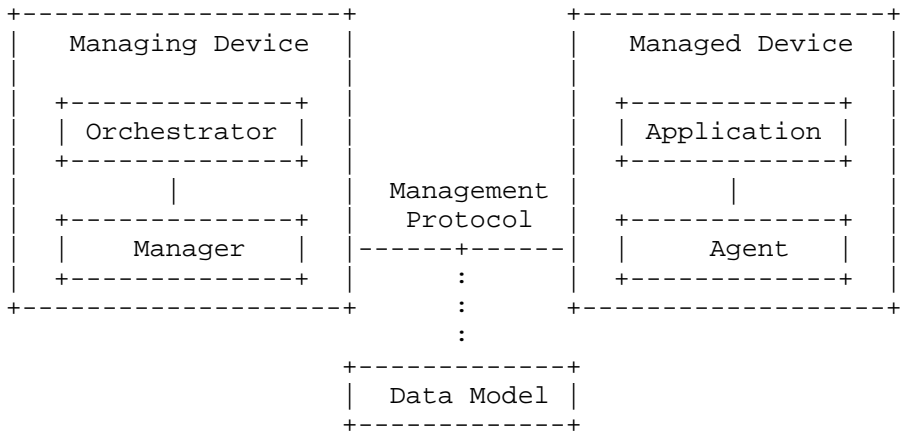 Managing Device Managed Device
Orchestrator Application
Management
Protocol
Manager Agent
Data Model